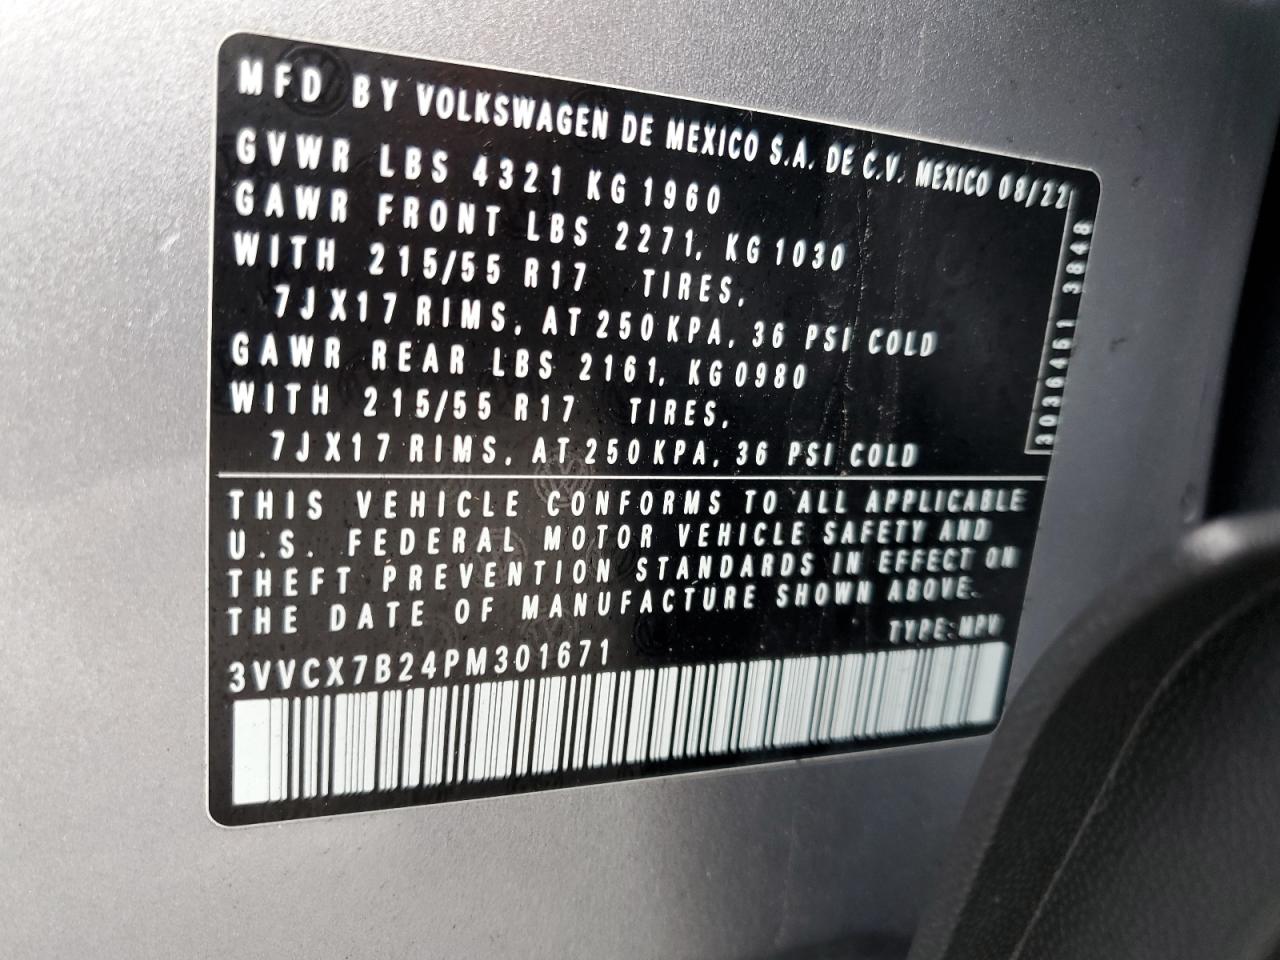 MFD BY VOLKSWAGEN DE MEXICO S.A. DE C.V. MEXICO 08/22
GVWR LBS 4321 KG 1960
GAWR FRONT LBS 2271, KG 1030
WITH 215/55 R17 TIRES,
7JX17 RIMS, AT 250 KPA, 36 PSI COLD
GAWR REAR LBS 2161, KG 0980
WITH 215/55 R17 TIRES,
7JX17 RIMS, AT 250 KPA, 36 PSI COLD
3036451 3848
THIS VEHICLE CONFORMS TO ALL APPLICABLE
U.S. FEDERAL MOTOR VEHICLE SAFETY AND
THEFT PREVENTION STANDARDS IN EFFECT ON
THE DATE OF MANUFACTURE SHOWN ABOVE.
TYPE: MPV
3VVCX7B24PM301671